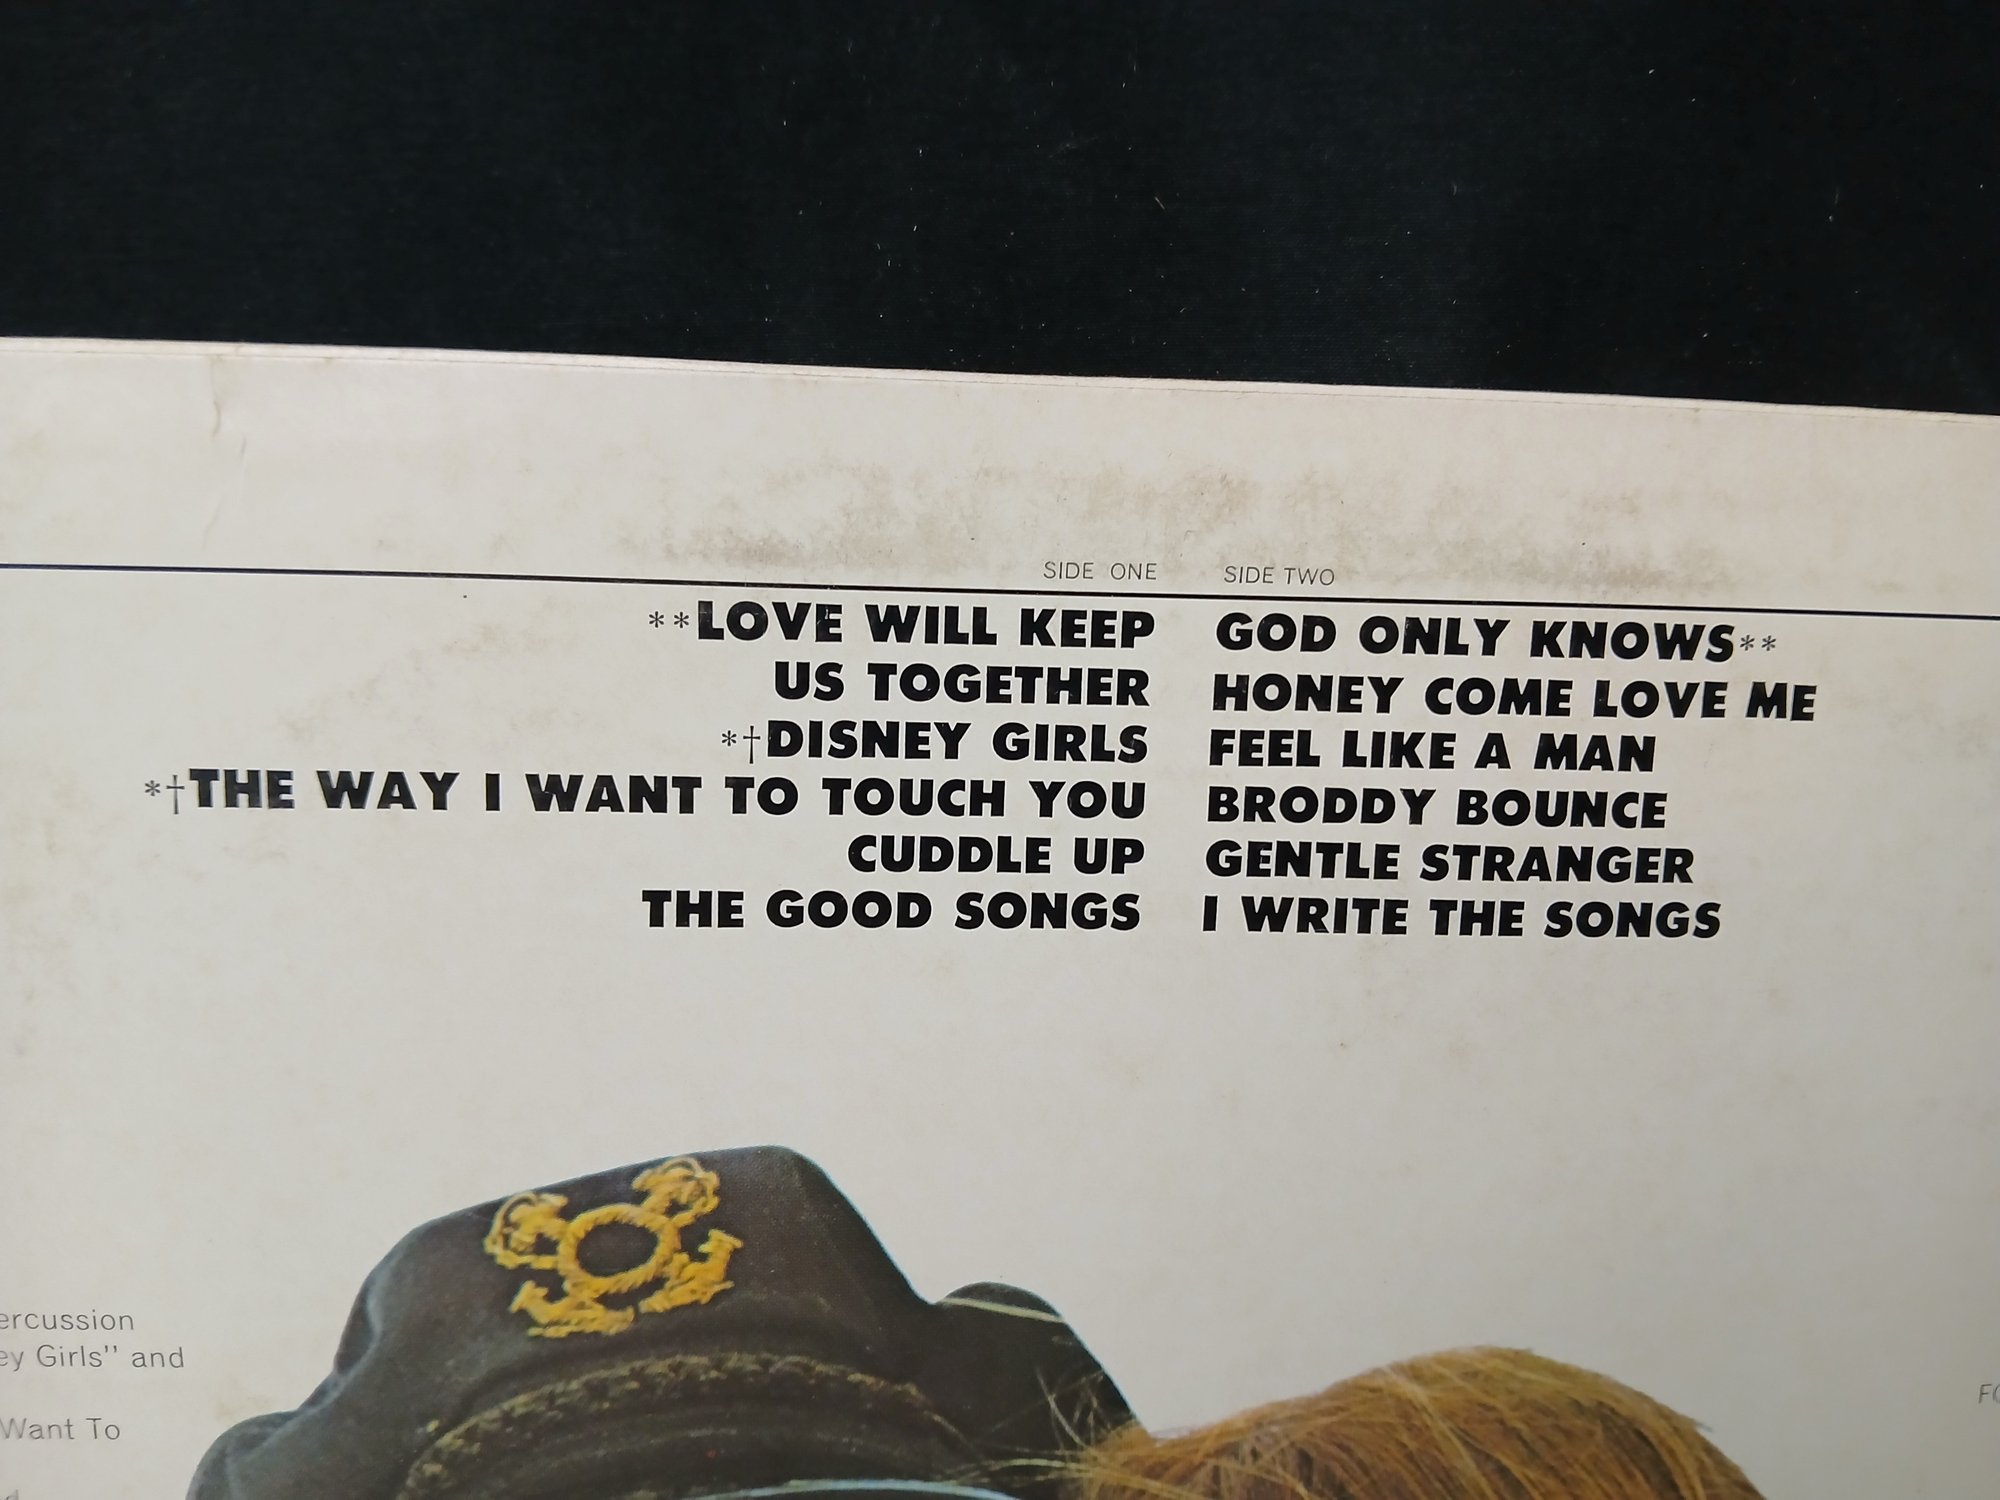 SIDE ONE
**LOVE WILL KEEP
US TOGETHER
*†DISNEY GIRLS
*†THE WAY I WANT TO TOUCH YOU
CUDDLE UP
THE GOOD SONGS
SIDE TWO
GOD ONLY KNOWS**
HONEY COME LOVE ME
FEEL LIKE A MAN
BRODDY BOUNCE
GENTLE STRANGER
I WRITE THE SONGS
ercussion
ey Girls" and
Want To